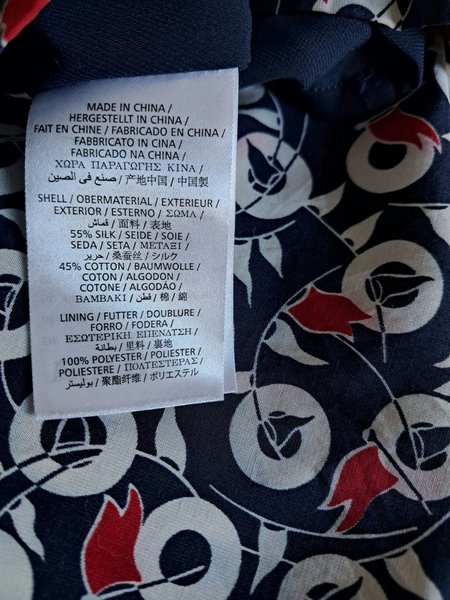 MADE IN CHINA /
HERGESTELLT IN CHINA /
FAIT EN CHINE / FABRICADO EN CHINA /
FABBRICATO IN CINA /
FABRICADO NA CHINA /
ΧΩΡΑ ΠΑΡΑΓΩΓΗΣ ΚΙΝΑ /
صنع في الصين / 产地中国 / 中国製
SHELL / OBERMATERIAL / EXTERIEUR /
EXTERIOR / ESTERNO / ΣΩΜΑ /
قماش / 面料 / 表地
55% SILK / SEIDE / SOIE /
SEDA / SETA / ΜΕΤΑΞΙ /
حرير / 桑蚕丝 / シルク
45% COTTON / BAUMWOLLE /
COTON / ALGODON /
COTONE / ALGODÃO /
ΒΑΜΒΑΚΙ / قطن / 棉 / 綿
LINING / FUTTER / DOUBLURE /
FORRO / FODERA /
ΕΣΩΤΕΡΙΚΗ ΕΠΕΝΔΥΣΗ /
بطانة / 里料 / 裏地
100% POLYESTER / POLIESTER /
POLIESTERE / ΠΟΛΥΕΣΤΕΡΑΣ /
بوليستر / 聚酯纤维 / ポリエステル